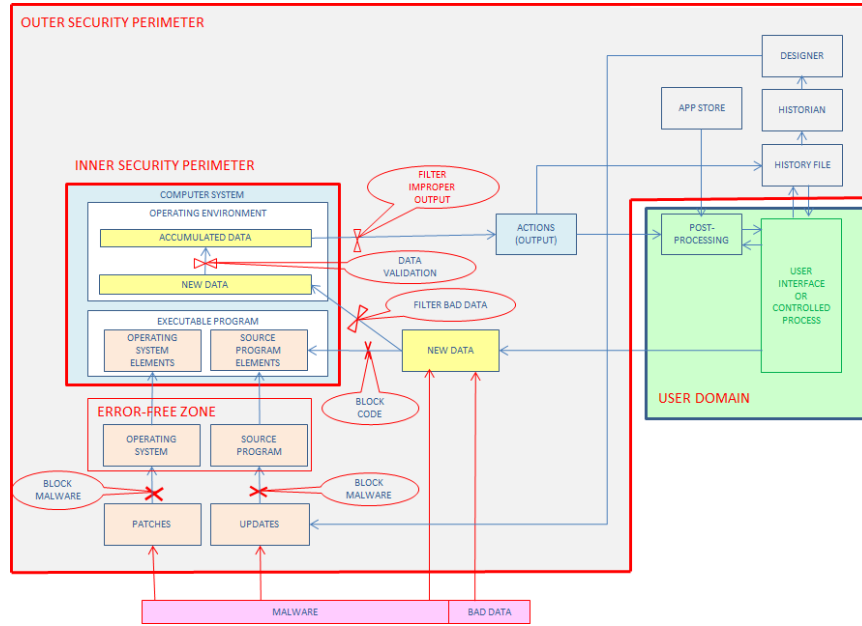 OUTER SECURITY PERIMETER
DESIGNER
APP STORE
HISTORIAN
HISTORY FILE
INNER SECURITY PERIMETER
COMPUTER SYSTEM
OPERATING ENVIRONMENT
ACCUMULATED DATA
NEW DATA
FILTER
IMPROPER
OUTPUT
DATA
VALIDATION
ACTIONS
(OUTPUT)
POST-
PROCESSING
USER
INTERFACE
OR
CONTROLLED
PROCESS
FILTER BAD DATA
EXECUTABLE PROGRAM
OPERATING
SYSTEM
ELEMENTS
SOURCE
PROGRAM
ELEMENTS
NEW DATA
BLOCK
CODE
USER DOMAIN
ERROR-FREE ZONE
OPERATING
SYSTEM
SOURCE
PROGRAM
BLOCK
MALWARE
BLOCK
MALWARE
PATCHES
UPDATES
MALWARE
BAD DATA